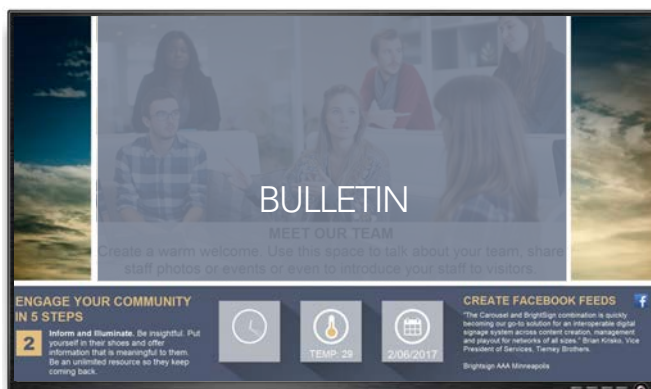 BULLETIN
MEET OUR TEAM
Create a warm welcome. Use this space to talk about your team, share
staff photos or events or even to introduce your staff to visitors.
ENGAGE YOUR COMMUNITY
IN 5 STEPS
2
Inform and Illuminate. Be insightful. Put
yourself in their shoes and offer
information that is meaningful to them.
Be an unlimited resource so they keep
coming back.
TEMP: 29
2/06/2017
CREATE FACEBOOK FEEDS
f
"The Carousel and BrightSign combination is quickly
becoming our go-to solution for an interoperable digital
signage system across content creation, management
and playout for networks of all sizes." Brian Krisko, Vice
President of Services, Tierney Brothers.
Brightsign AAA Minneapolis